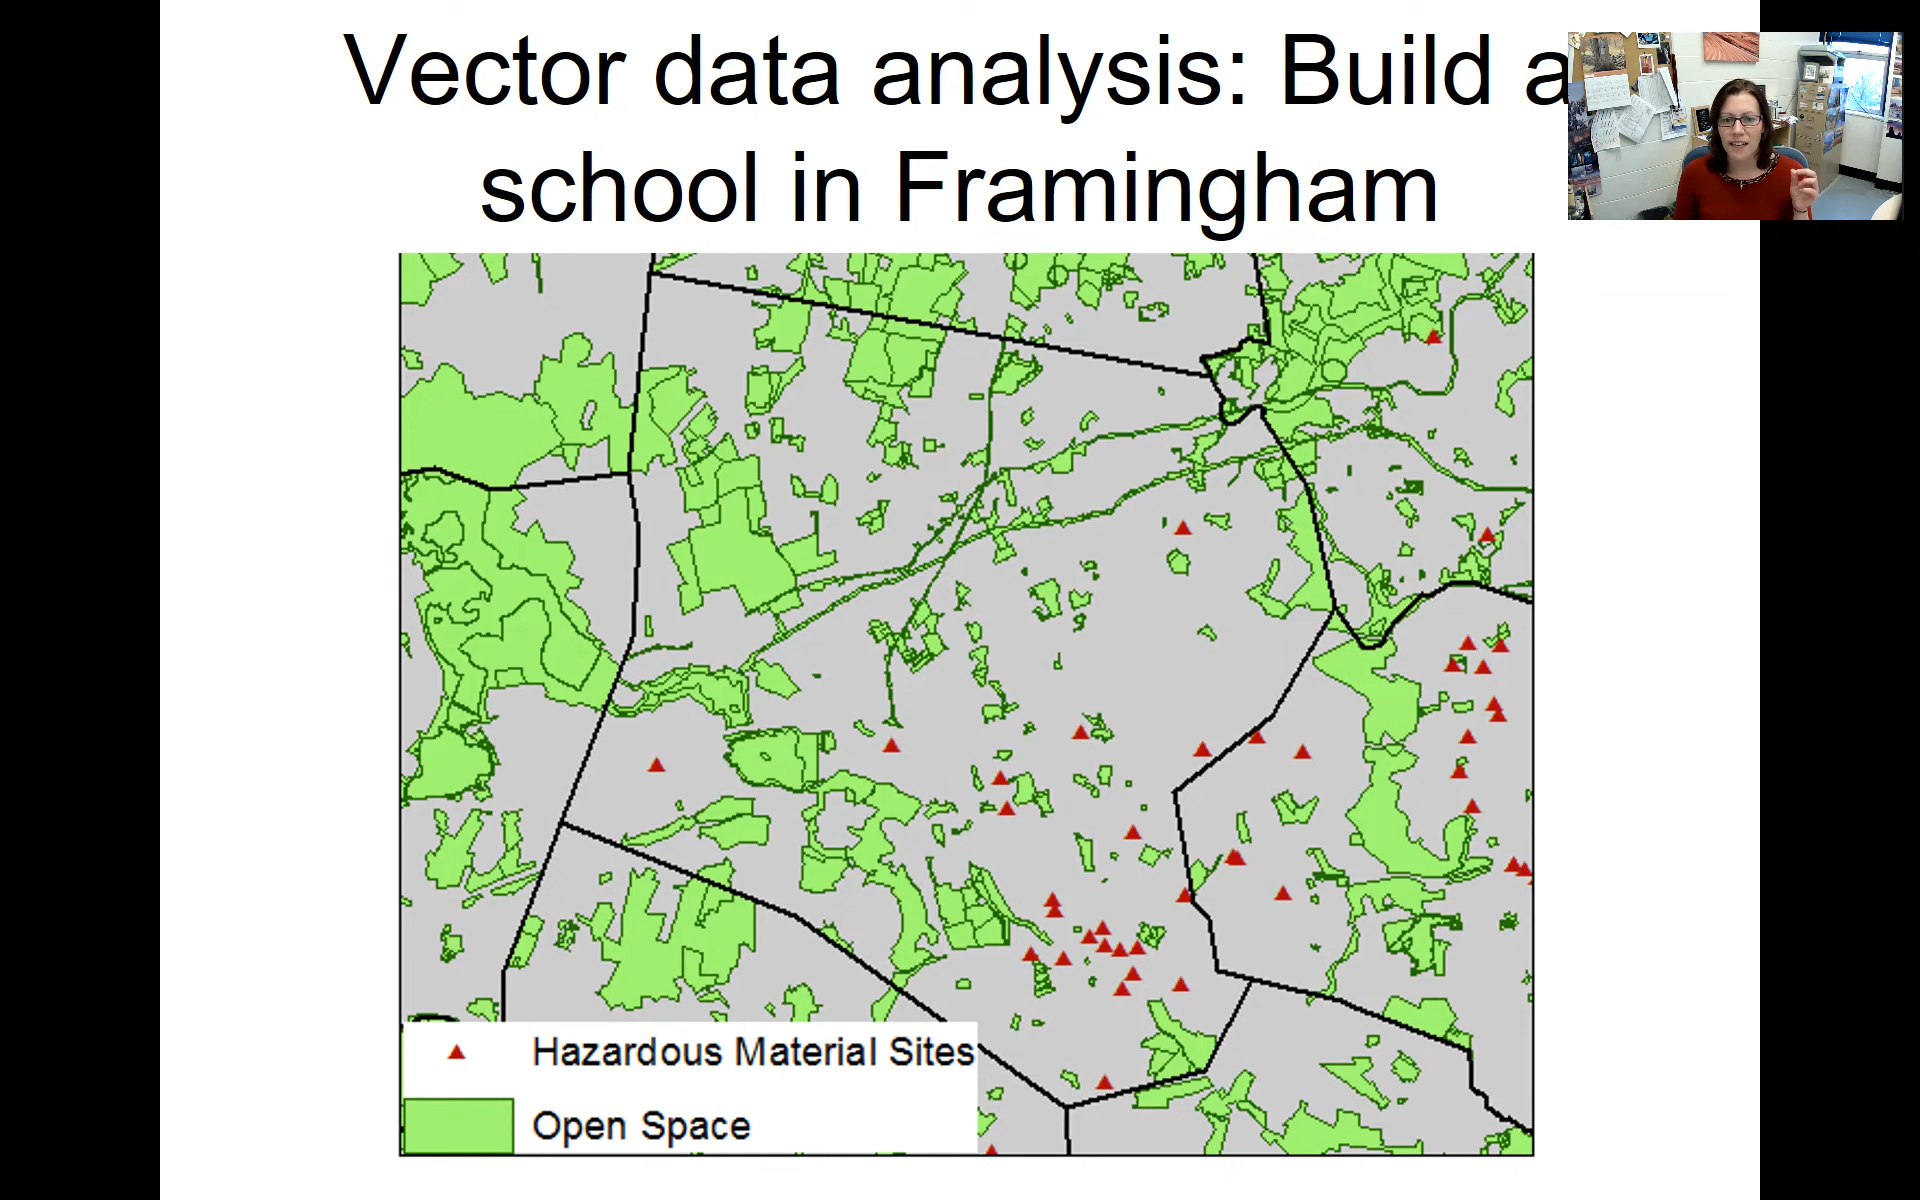 Vector data analysis: Build a
school in Framingham
Hazardous Material Sites
Open Space